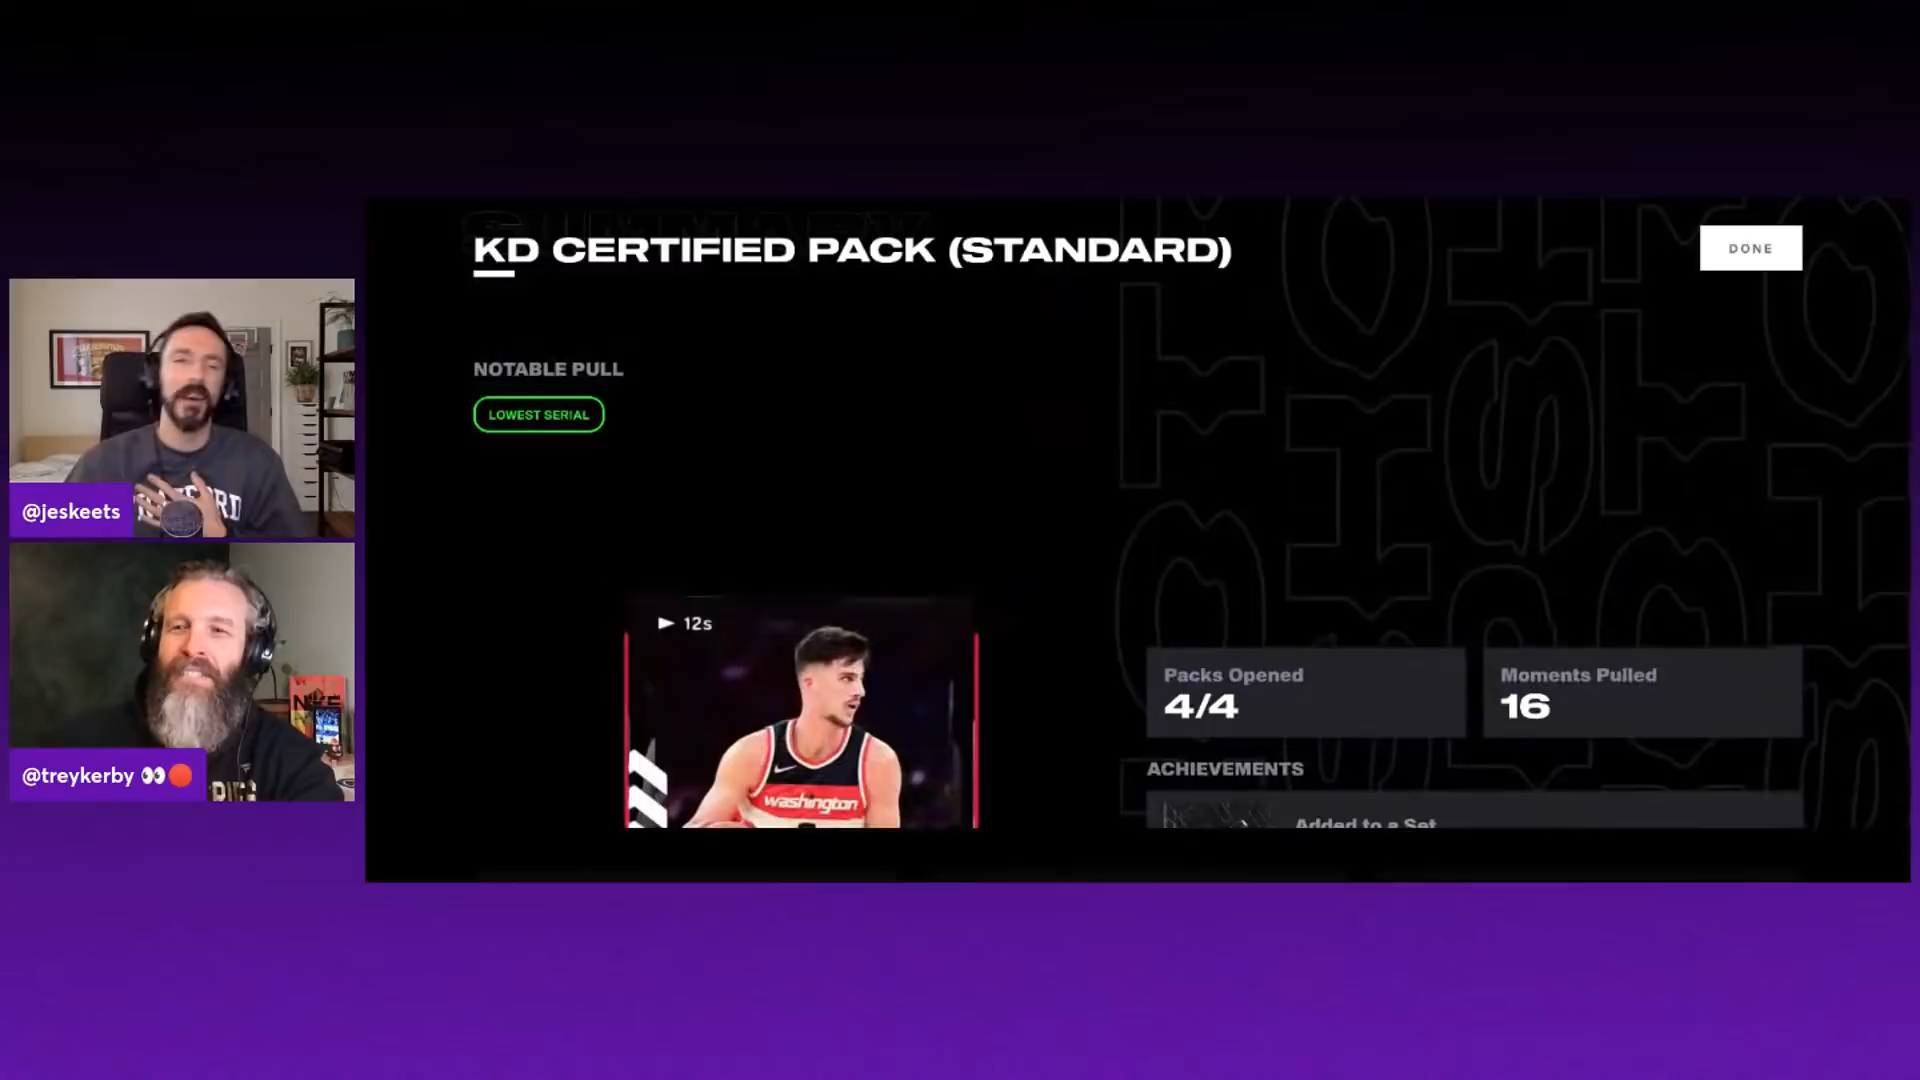 SUMMARY
KD CERTIFIED PACK (STANDARD)
DONE
NOTABLE PULL
LOWEST SERIAL
12s
washington
Packs Opened
4/4
Moments Pulled
16
ACHIEVEMENTS
Added to a Set
@jeskeets
@treykerby